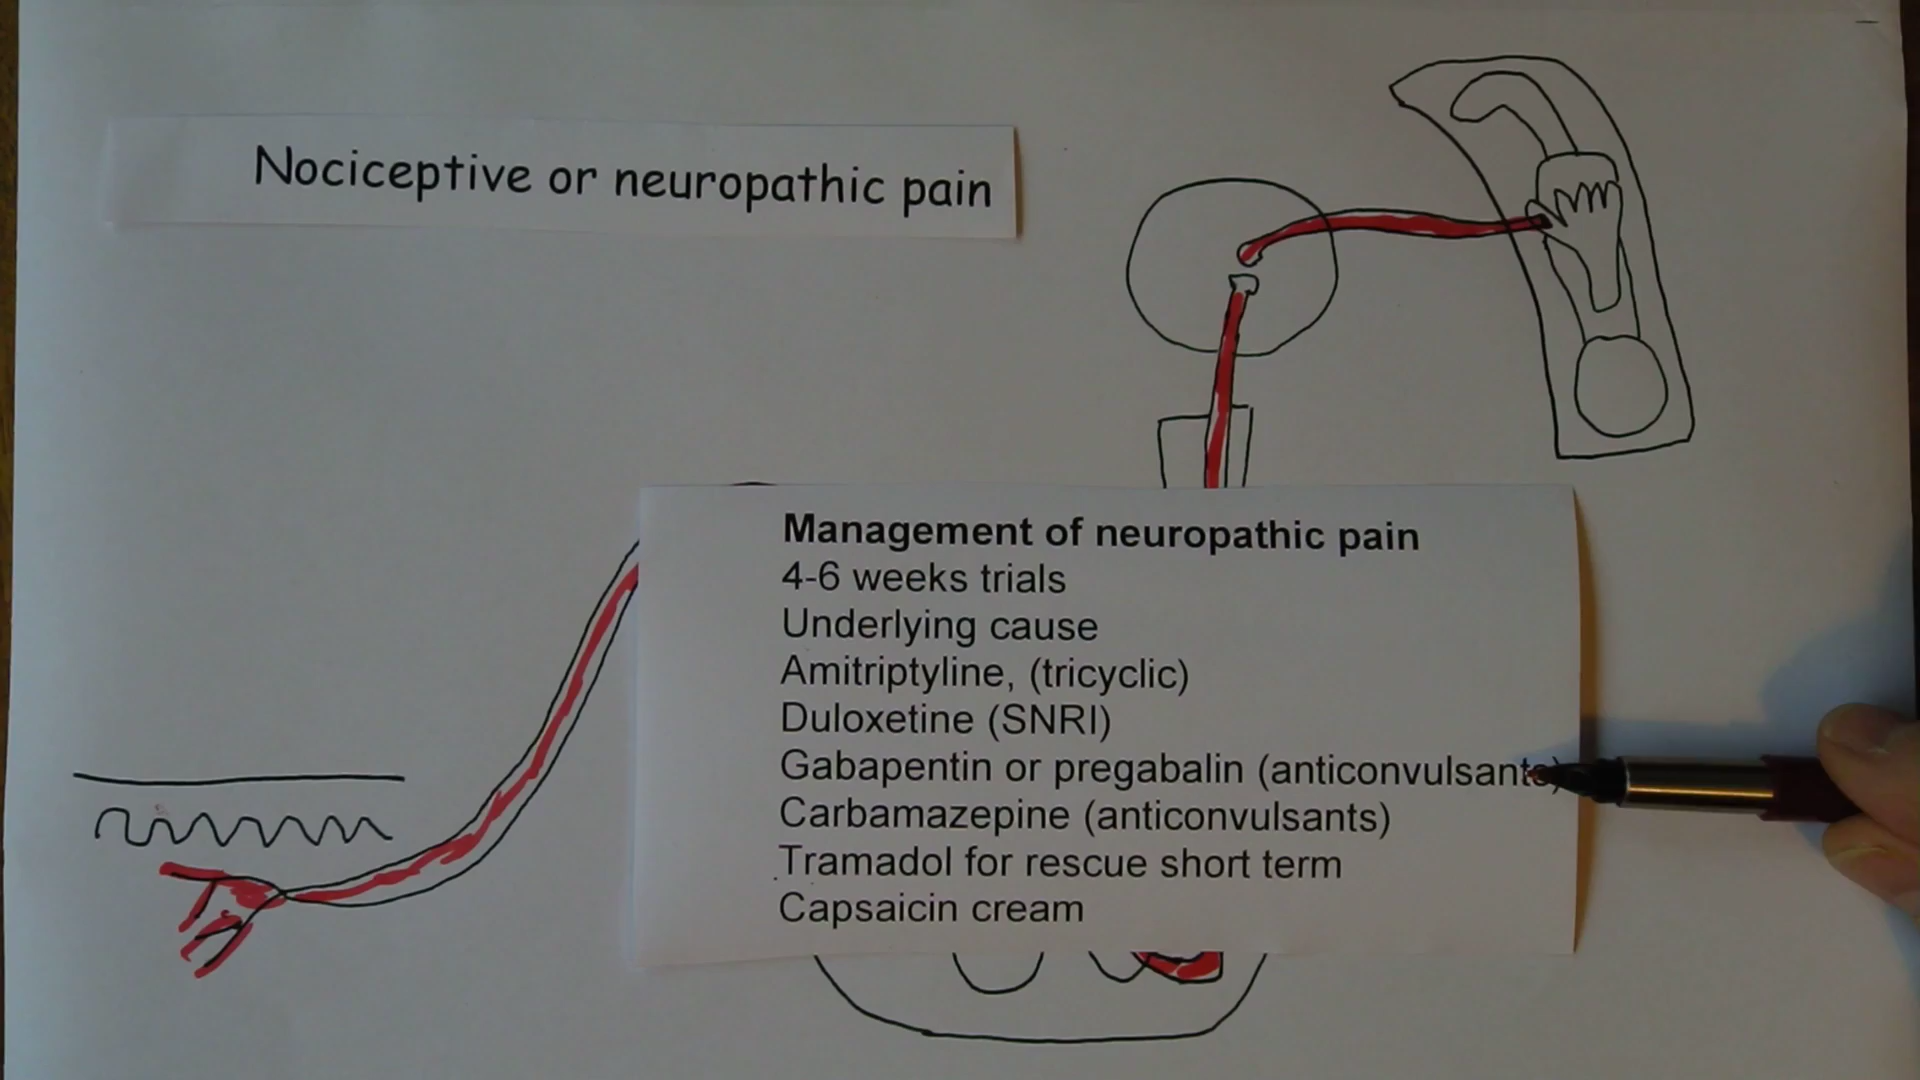 Nociceptive or neuropathic pain
Management of neuropathic pain
4-6 weeks trials
Underlying cause
Amitriptyline, (tricyclic)
Duloxetine (SNRI)
Gabapentin or pregabalin (anticonvulsants)
Carbamazepine (anticonvulsants)
Tramadol for rescue short term
Capsaicin cream